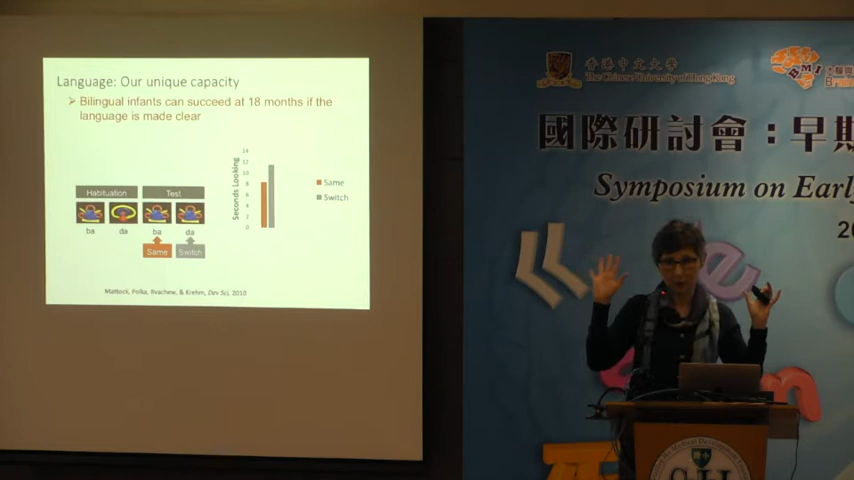 Language: Our unique capacity
➤ Bilingual infants can succeed at 18 months if the
language is made clear
Habituation
Test
ba
da
ba
da
Same
Switch
Seconds Looking
14
12
10
8
6
4
2
0
Same
Switch
Mattock, Polka, Rvachew, & Krehm, Dev Sci, 2010
香港中文大學
The Chinese University of Hong Kong
BMI
國際研討會：早期
Symposium on Early